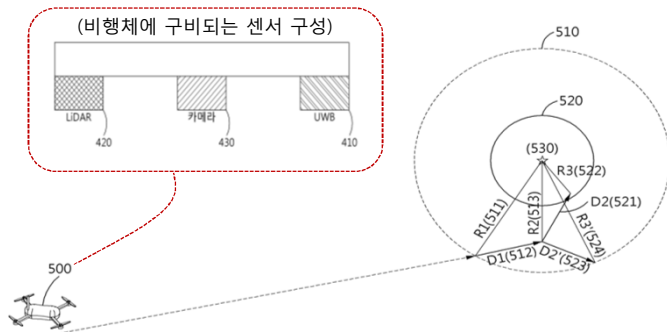 (비행체에 구비되는 센서 구성)
LiDAR
카메라
UWB
420
430
410
500
510
520
(530)
R3(522)
D2(521)
R1(511)
R2(513)
R3'(524)
D1(512)
D2'(523)